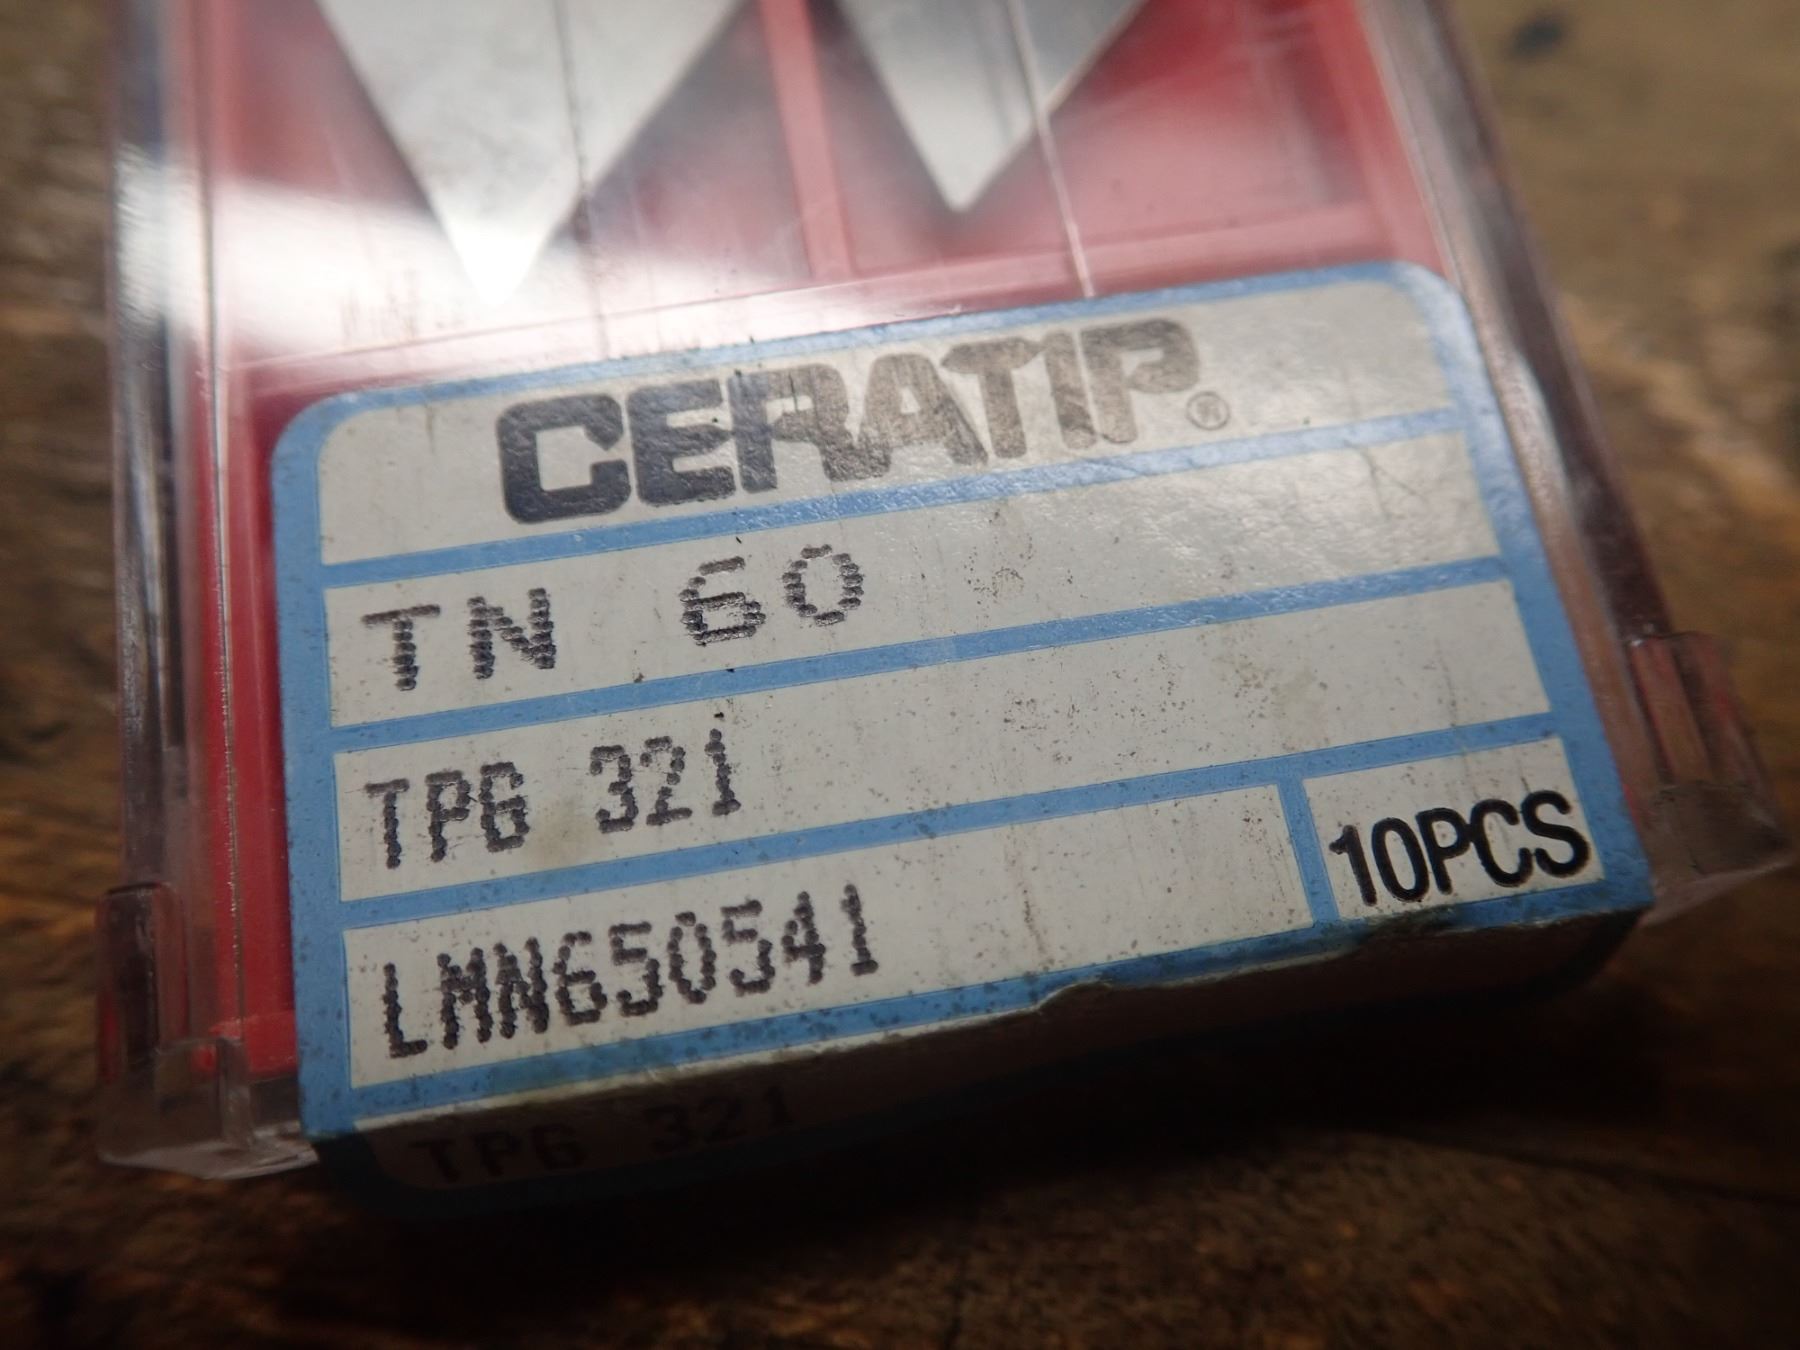 CERATIP®
TN 60
TPG 321
LMN650541
10PCS
TPG 321